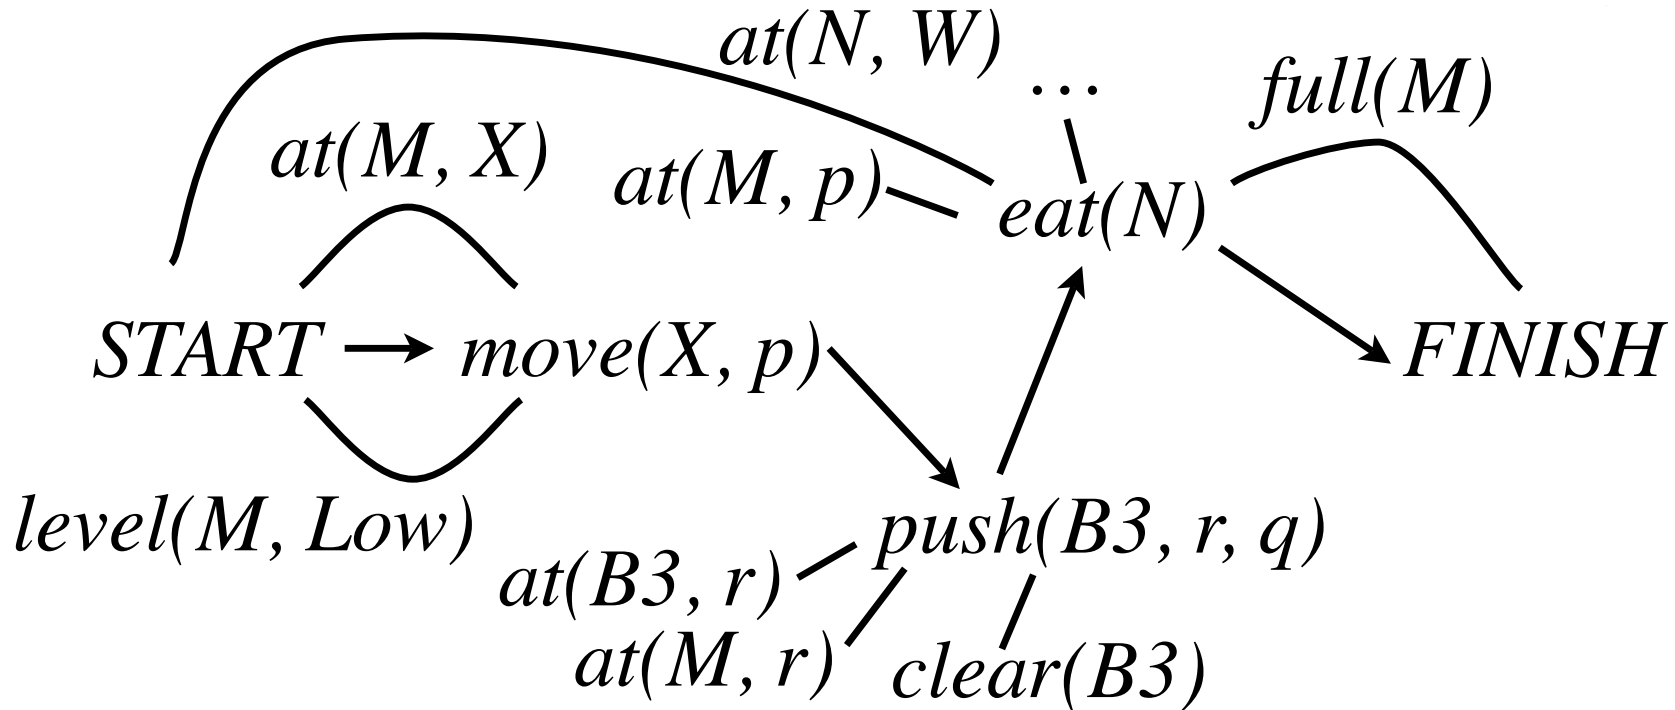 at(N, W)
...
full(M)
at(M, X)
at(M, p)
eat(N)
START
move(X, p)
FINISH
level(M, Low)
push(B3, r, q)
at(B3, r)
at(M, r)
clear(B3)